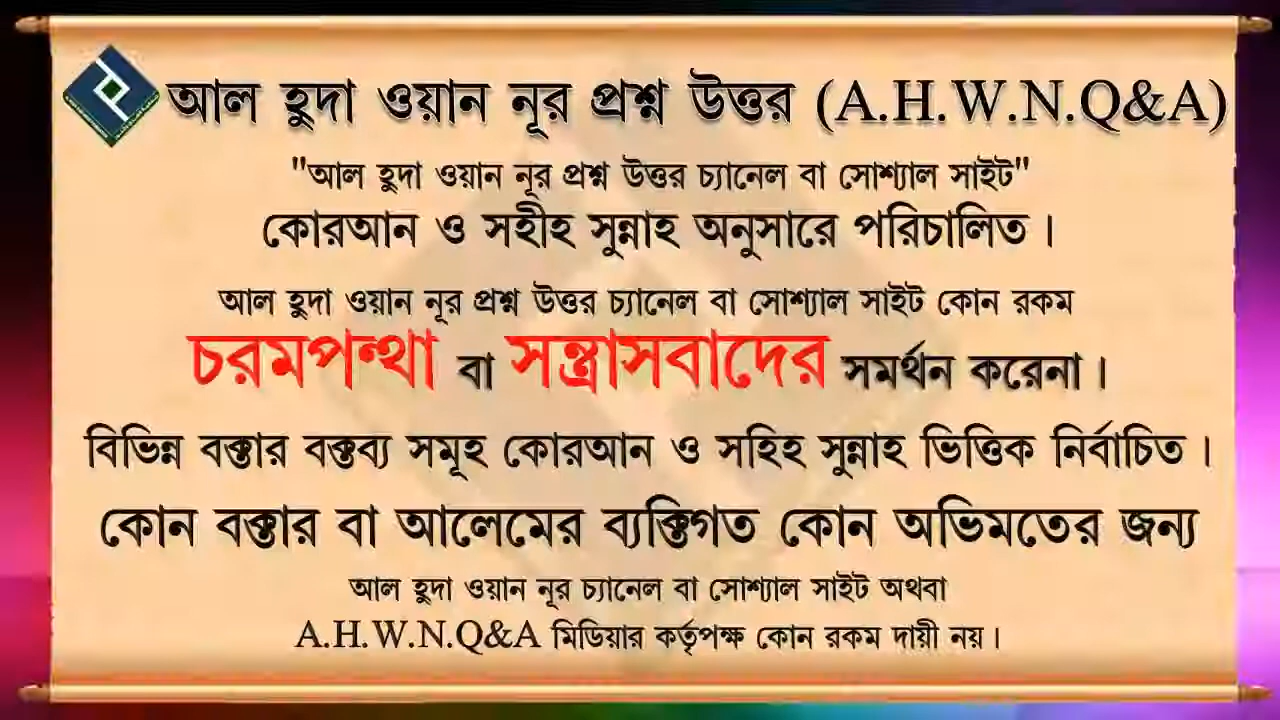 আল হুদা ওয়ান নূর প্রশ্ন উত্তর (A.H.W.N.Q&A)
"আল হুদা ওয়ান নূর প্রশ্ন উত্তর চ্যানেল বা সোশ্যাল সাইট"
কোরআন ও সহীহ সুন্নাহ অনুসারে পরিচালিত।
আল হুদা ওয়ান নূর প্রশ্ন উত্তর চ্যানেল বা সোশ্যাল সাইট কোন রকম
চরমপন্থা বা সন্ত্রাসবাদের সমর্থন করেনা।
বিভিন্ন বক্তার বক্তব্য সমূহ কোরআন ও সহিহ সুন্নাহ ভিত্তিক নির্বাচিত।
কোন বক্তার বা আলেমের ব্যক্তিগত কোন অভিমতের জন্য
আল হুদা ওয়ান নূর চ্যানেল বা সোশ্যাল সাইট অথবা
A.H.W.N.Q&A মিডিয়ার কর্তৃপক্ষ কোন রকম দায়ী নয়।